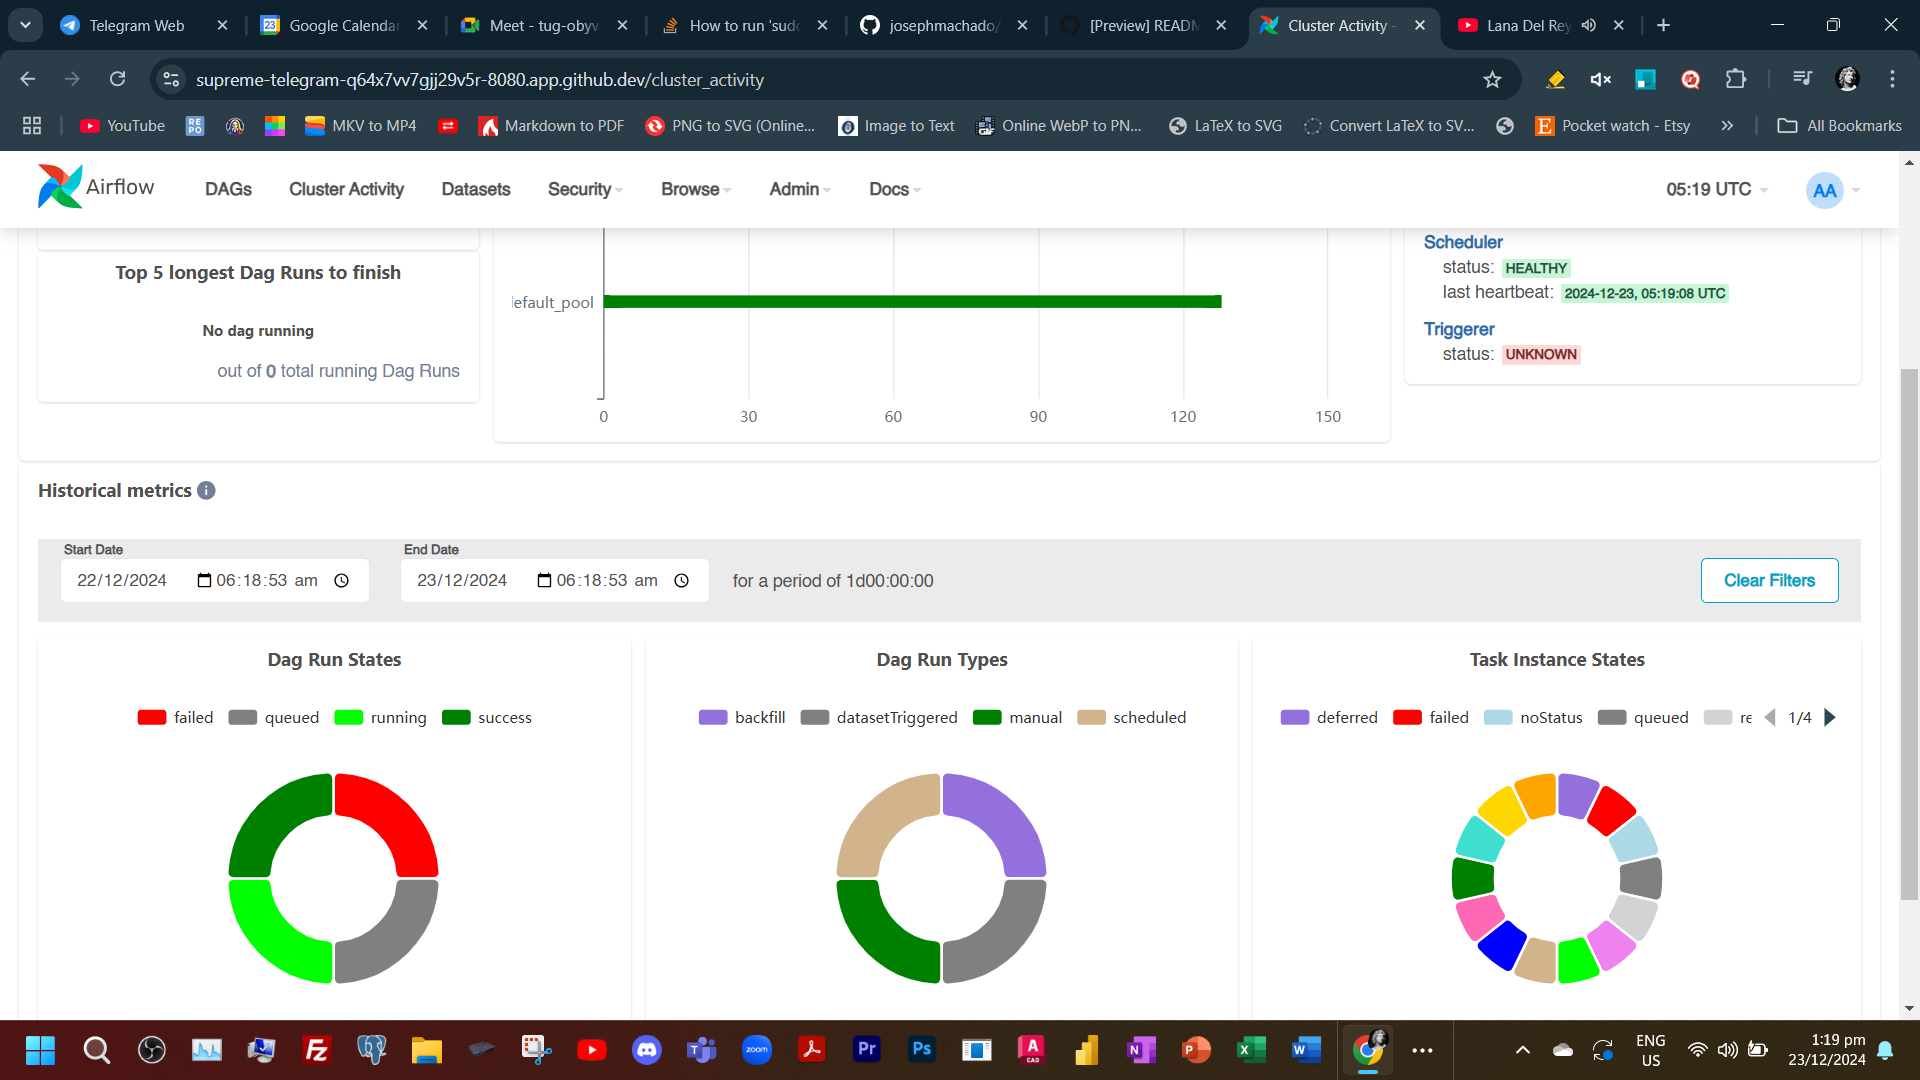 Telegram Web
Google Calendar
Meet - tug-obyv
How to run 'sudo
josephmachado/
[Preview] READM
Cluster Activity -
Lana Del Rey
supreme-telegram-q64x7vv7gjj29v5r-8080.app.github.dev/cluster_activity
YouTube
RE PO
MKV to MP4
Markdown to PDF
PNG to SVG (Online...
Image to Text
Online WebP to PN...
LaTeX to SVG
Convert LaTeX to SV...
Pocket watch - Etsy
All Bookmarks
Airflow
DAGs
Cluster Activity
Datasets
Security
Browse
Admin
Docs
05:19 UTC
AA
Top 5 longest Dag Runs to finish
No dag running
out of 0 total running Dag Runs
default_pool
0 30 60 90 120 150
Scheduler
status: HEALTHY
last heartbeat: 2024-12-23, 05:19:08 UTC
Triggerer
status: UNKNOWN
Historical metrics
Start Date
22/12/2024 06:18:53 am
End Date
23/12/2024 06:18:53 am
for a period of 1d00:00:00
Clear Filters
Dag Run States
failed queued running success
Dag Run Types
backfill datasetTriggered manual scheduled
Task Instance States
deferred failed noStatus queued re 1/4
ENG
US
1:19 pm
23/12/2024